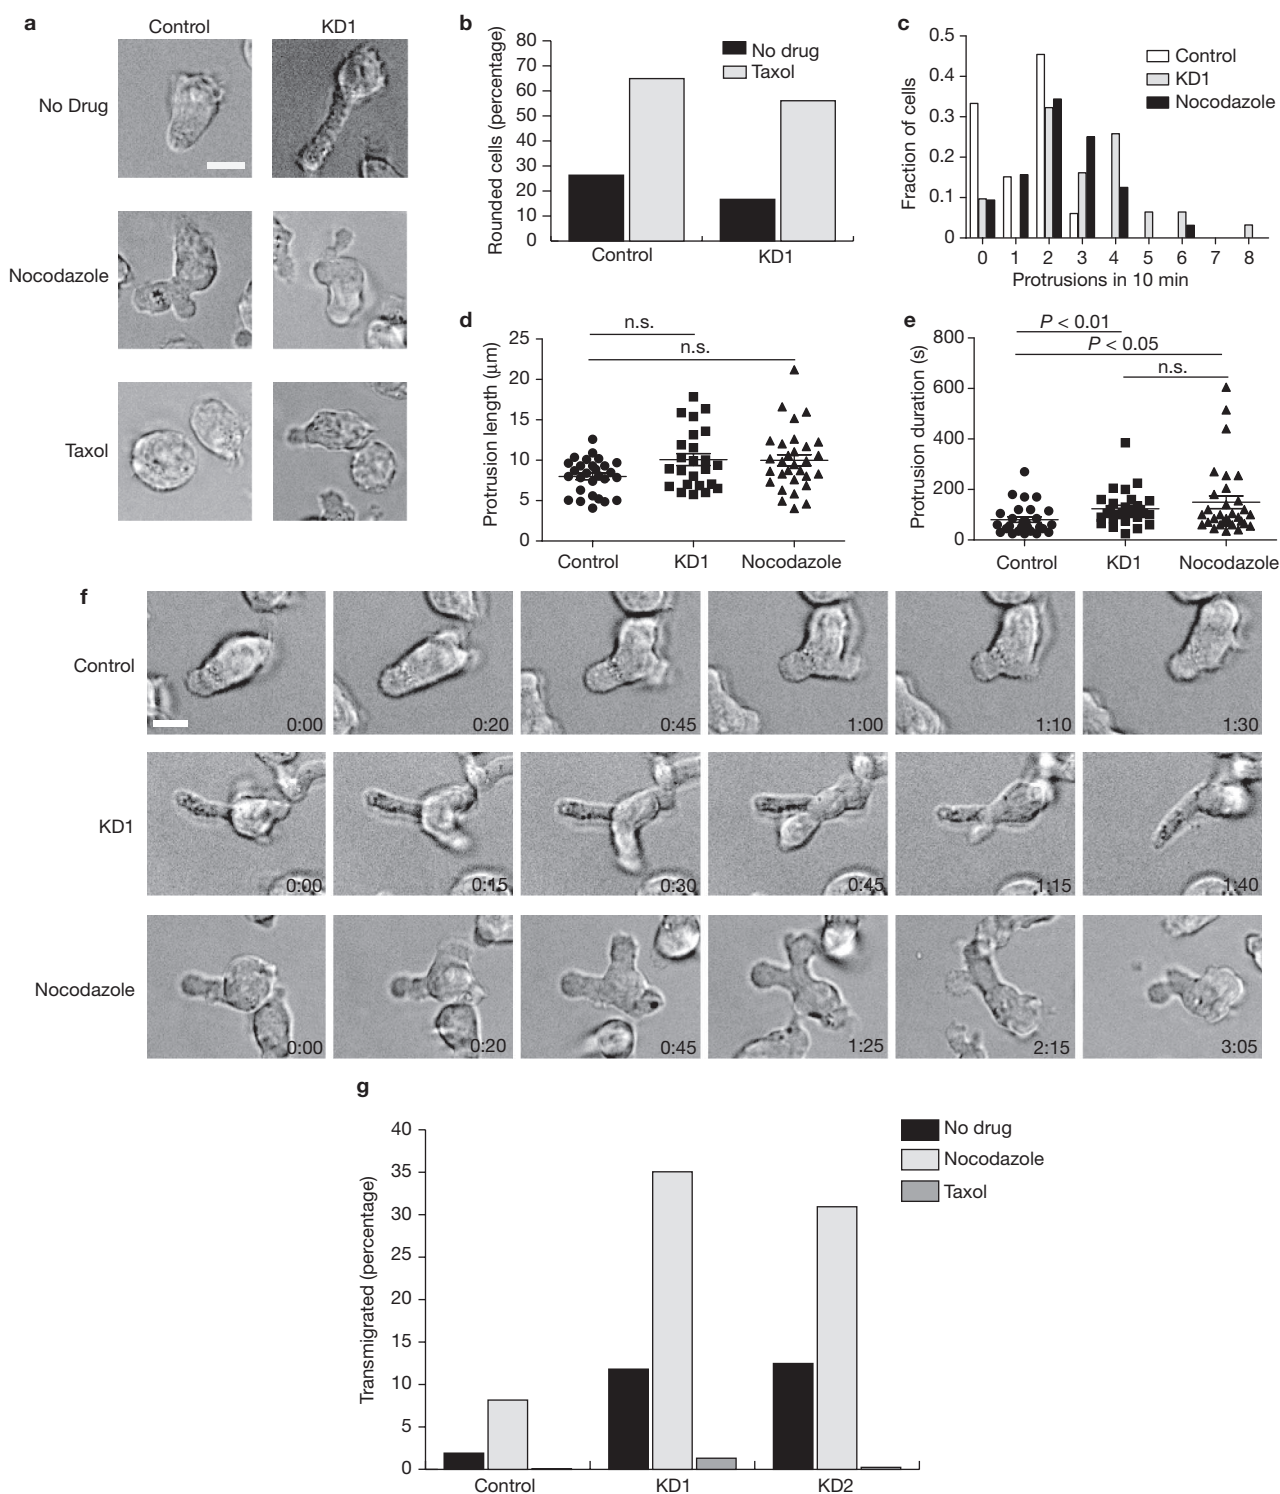 a
Control
KD1
No Drug
Nocodazole
Taxol
b
Rounded cells (percentage)
80
70
60
50
40
30
20
10
0
No drug
Taxol
Control
KD1
c
Fraction of cells
0.5
0.4
0.3
0.2
0.1
0
Control
KD1
Nocodazole
0 1 2 3 4 5 6 7 8
Protrusions in 10 min
d
Protrusion length (μm)
25
20
15
10
5
0
n.s.
n.s.
Control KD1 Nocodazole
e
Protrusion duration (s)
800
600
400
200
0
P < 0.01
P < 0.05
n.s.
Control KD1 Nocodazole
f
Control
0:00 0:20 0:45 1:00 1:10 1:30
KD1
0:00 0:15 0:30 0:45 1:15 1:40
Nocodazole
0:00 0:20 0:45 1:25 2:15 3:05
g
Transmigrated (percentage)
40
35
30
25
20
15
10
5
0
No drug
Nocodazole
Taxol
Control KD1 KD2